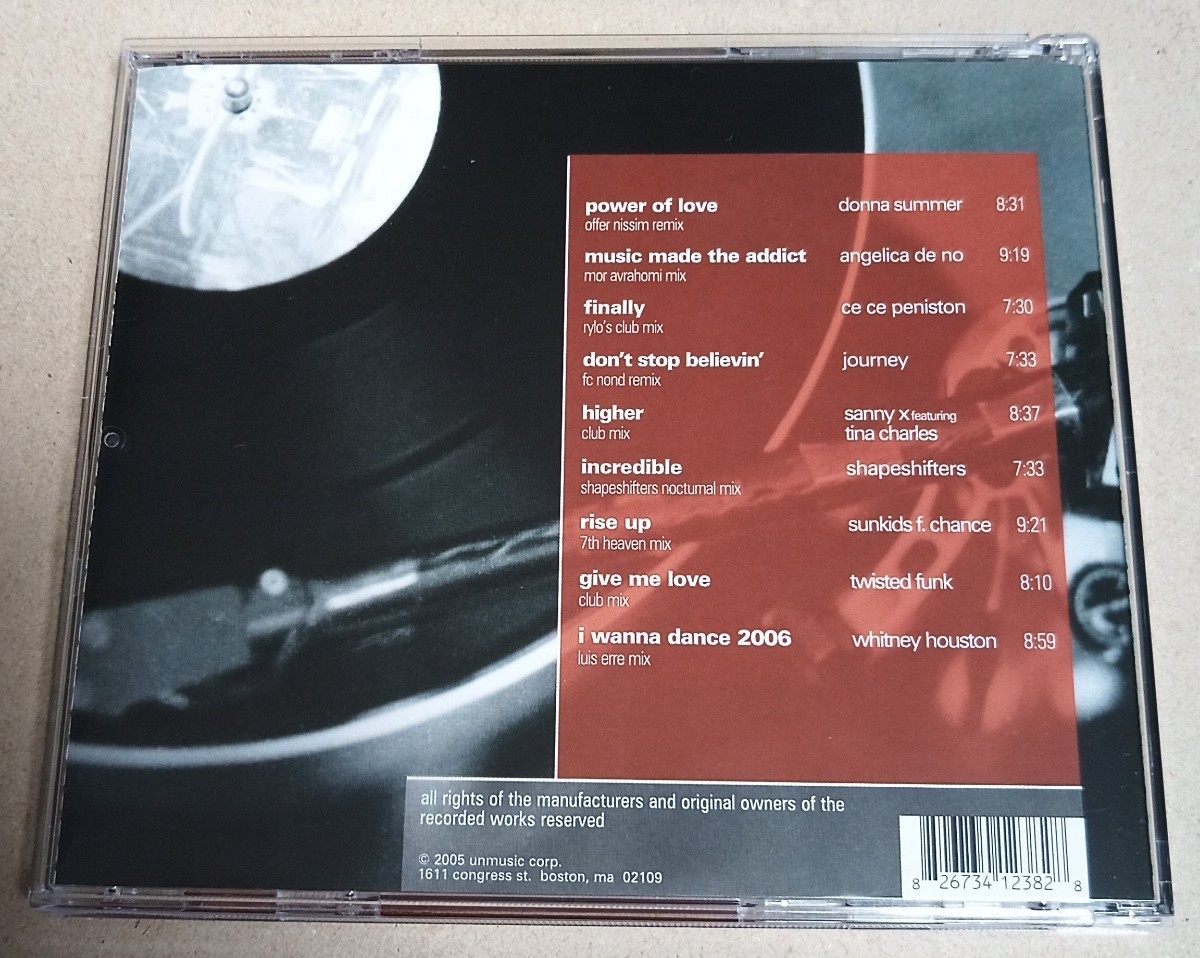 power of love donna summer 8:31
offer nissim remix
music made the addict angelica de no 9:19
mor avrahomi mix
finally ce ce peniston 7:30
rylo's club mix
don't stop believin' journey 7:33
fc nond remix
higher sanny x featuring 8:37
club mix tina charles
incredible shapeshifters 7:33
shapeshifters nocturnal mix
rise up sunkids f. chance 9:21
7th heaven mix
give me love twisted funk 8:10
club mix
i wanna dance 2006 whitney houston 8:59
luis erre mix
all rights of the manufacturers and original owners of the
recorded works reserved
© 2005 unmusic corp.
1611 congress st. boston, ma 02109
8 26734 12382 8